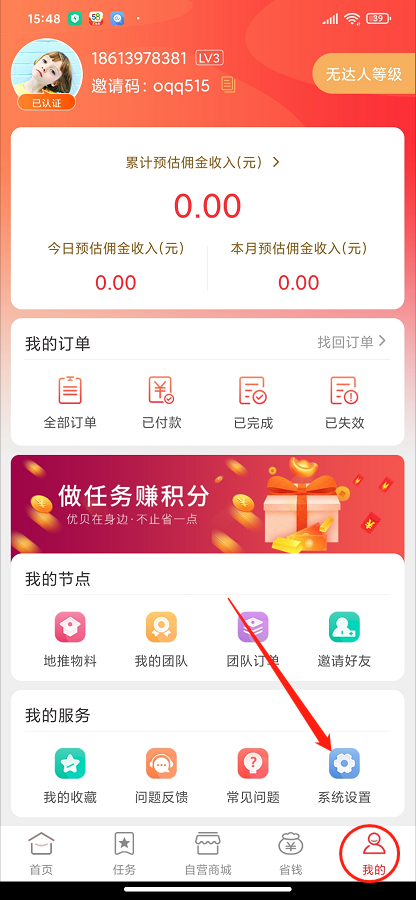 15:48 58 39
18613978381 LV3
邀请码：oqq515
无达人等级
已认证
累计预估佣金收入(元)
0.00
今日预估佣金收入(元) 本月预估佣金收入(元)
0.00 0.00
我的订单 找回订单
全部订单 已付款 已完成 已失效
做任务赚积分
优贝在身边·不止省一点
我的节点
地推物料 我的团队 团队订单 邀请好友
我的服务
我的收藏 问题反馈 常见问题 系统设置
首页 任务 自营商城 省钱 我的